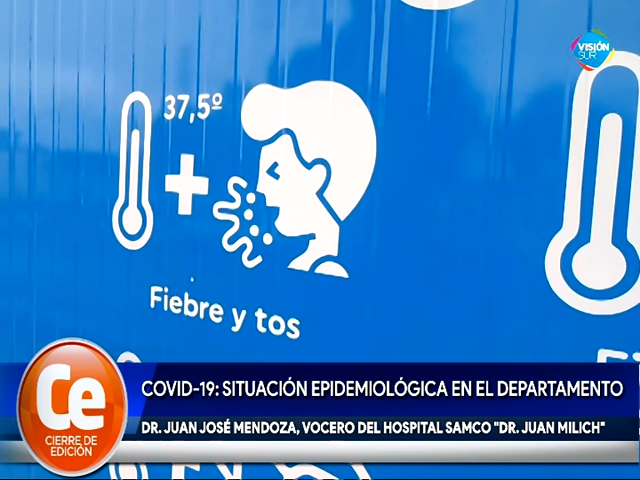 VISIÓN
SUR
37,5º
Fiebre y tos
COVID-19: SITUACIÓN EPIDEMIOLÓGICA EN EL DEPARTAMENTO
DR. JUAN JOSÉ MENDOZA, VOCERO DEL HOSPITAL SAMCO "DR. JUAN MILICH"
Ce
CIERRE DE
EDICIÓN